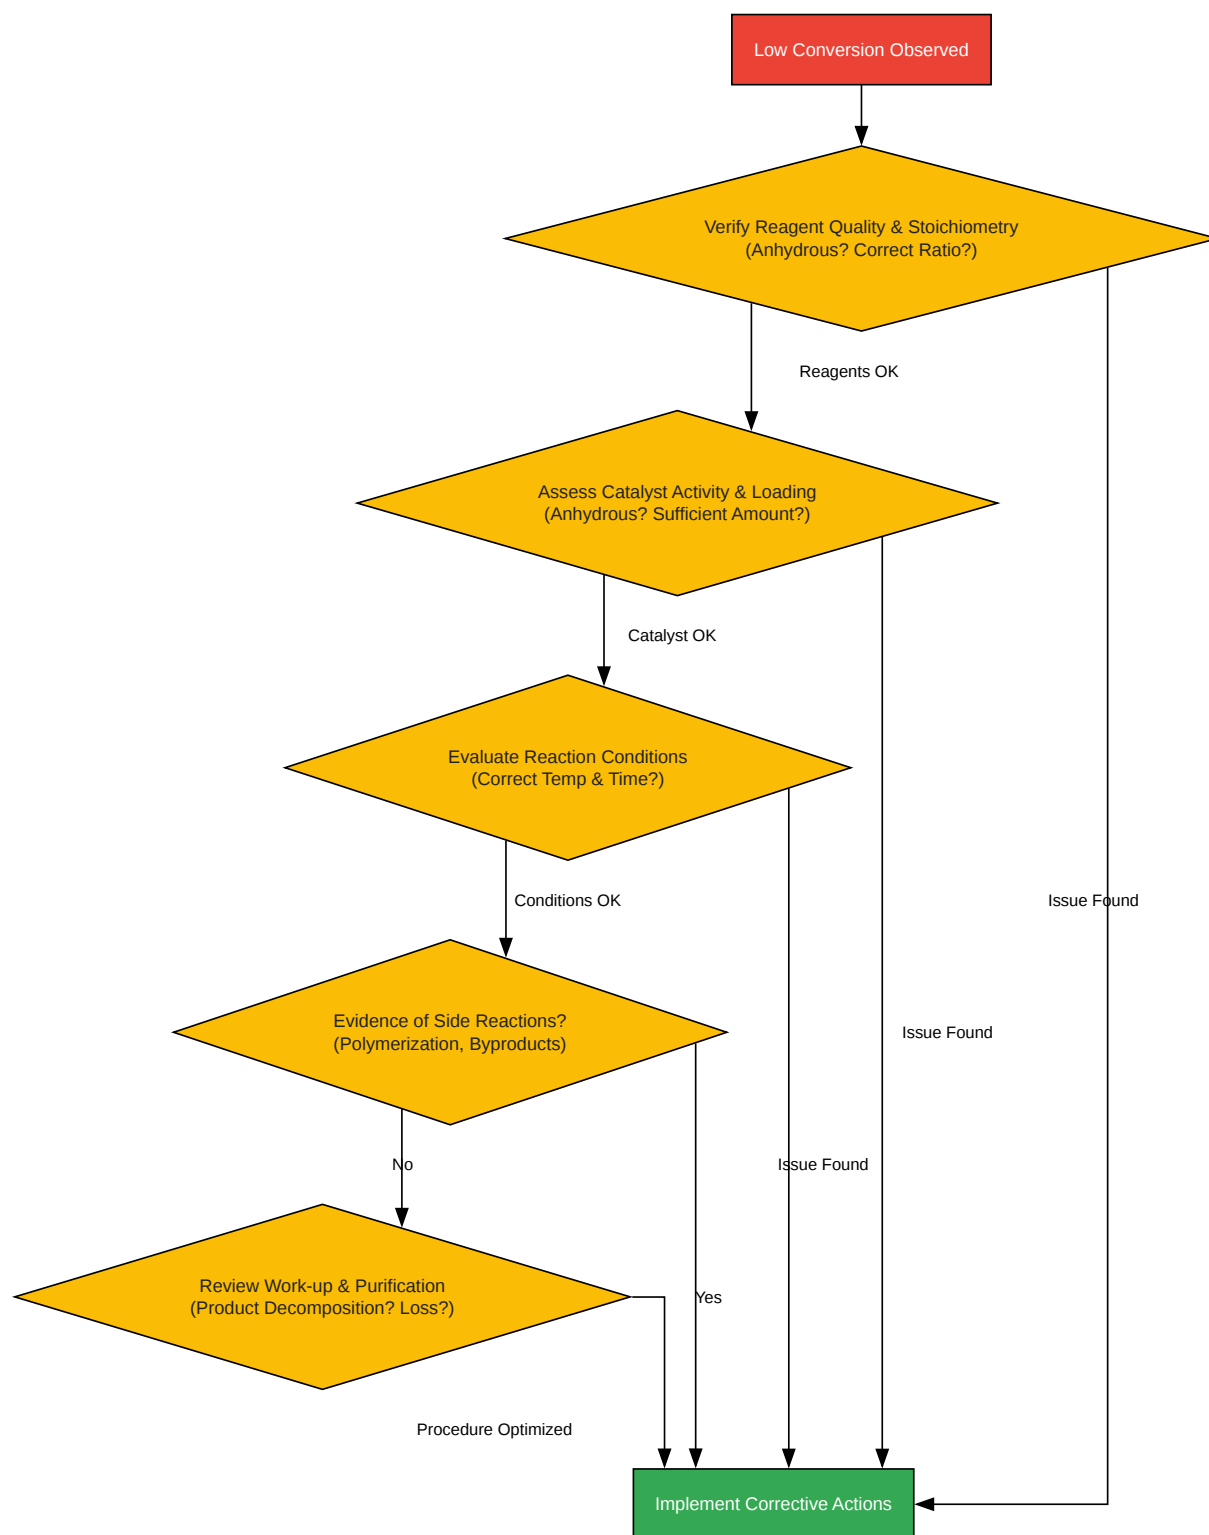 Low Conversion Observed
Verify Reagent Quality & Stoichiometry
(Anhydrous? Correct Ratio?)
Reagents OK
Assess Catalyst Activity & Loading
(Anhydrous? Sufficient Amount?)
Catalyst OK
Evaluate Reaction Conditions
(Correct Temp & Time?)
Conditions OK
Issue Found
Evidence of Side Reactions?
(Polymerization, Byproducts)
Issue Found
No
Issue Found
Review Work-up & Purification
(Product Decomposition? Loss?)
Yes
Procedure Optimized
Implement Corrective Actions